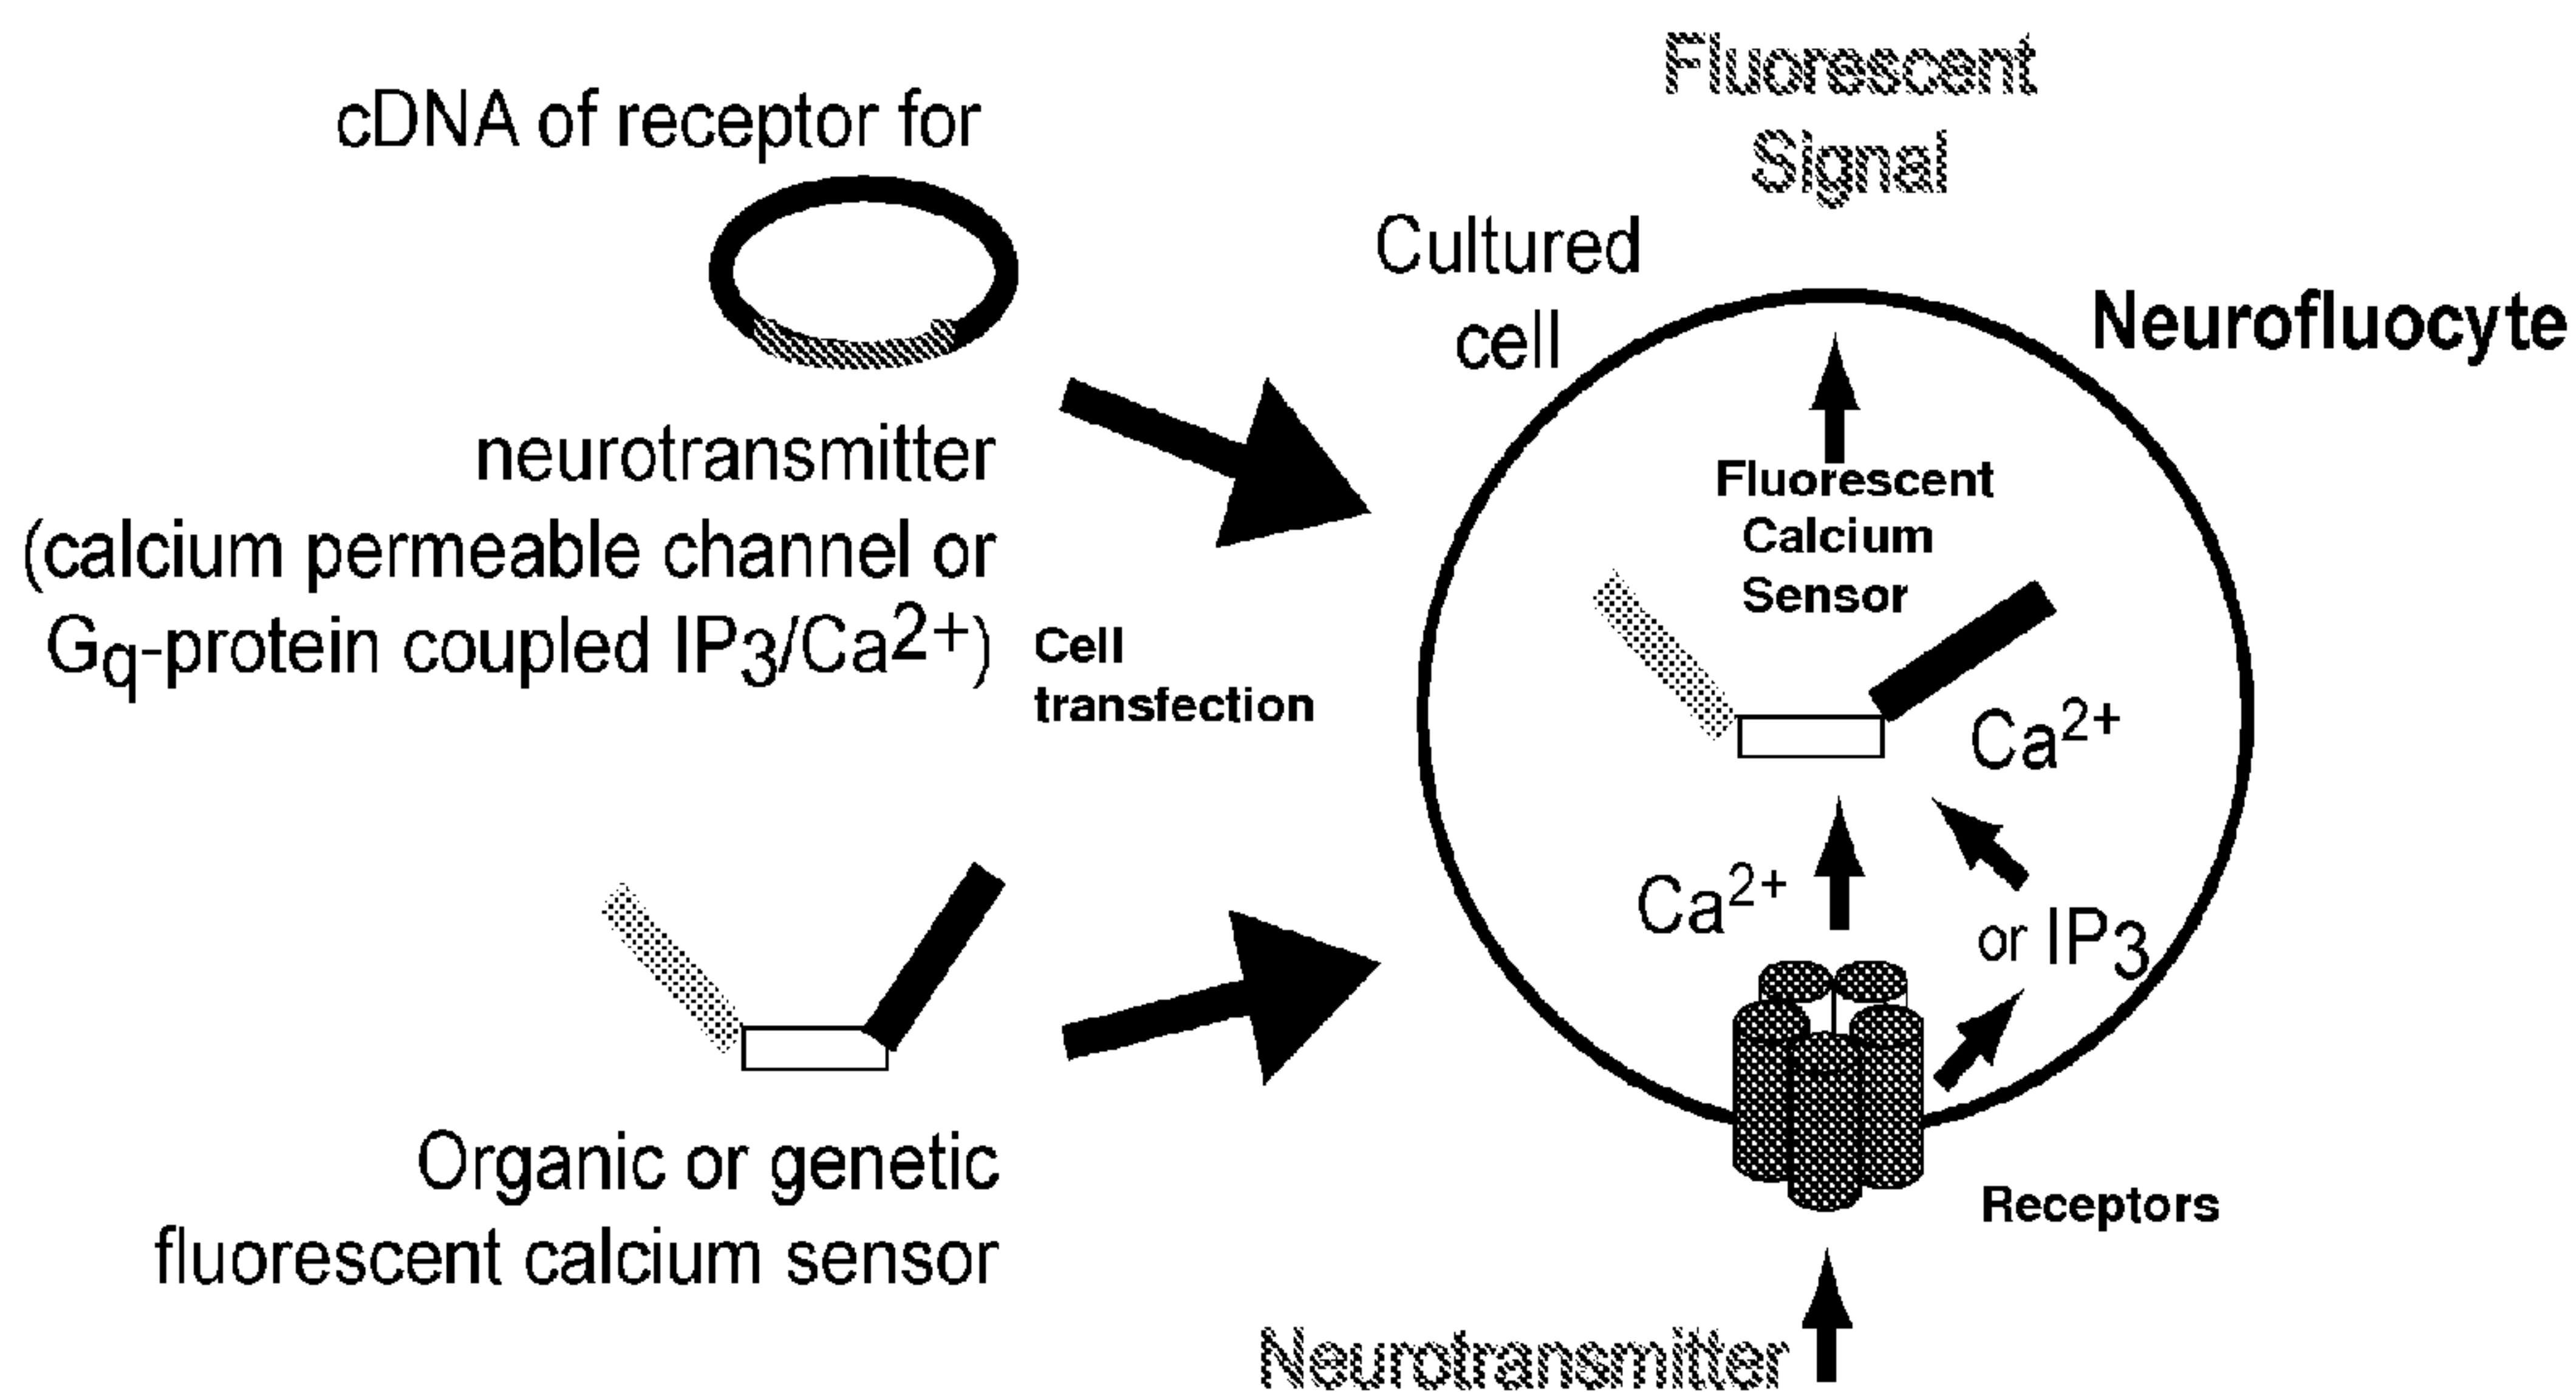 cDNA of receptor for
neurotransmitter
(calcium permeable channel or
Gq-protein coupled IP3/Ca2+)
Cell
transfection
Organic or genetic
fluorescent calcium sensor
Fluorescent
Signal
Cultured
cell
Neurofluocyte
Fluorescent
Calcium
Sensor
Ca2+
Ca2+
or IP3
Receptors
Neurotransmitter